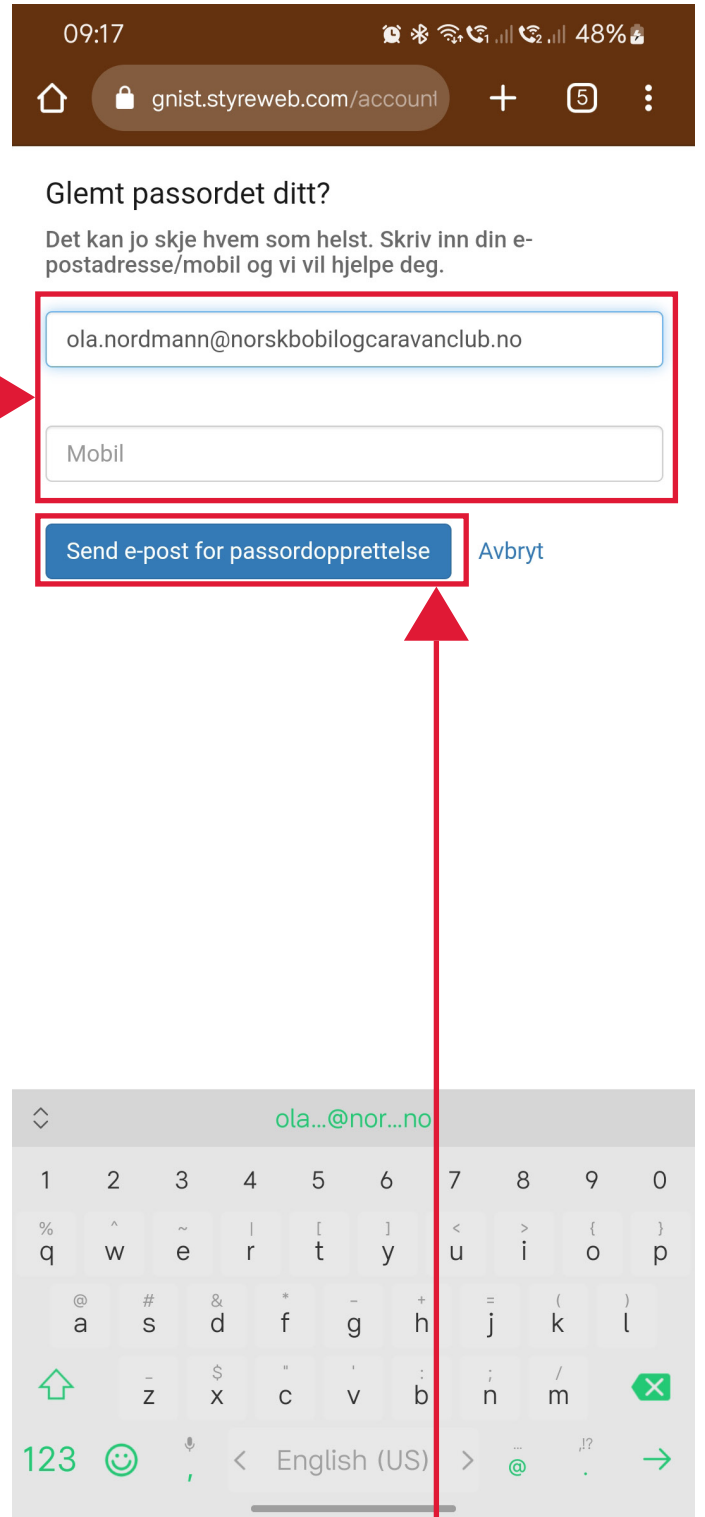 09:17 48%
gnist.styreweb.com/account 5
Glemt passordet ditt?
Det kan jo skje hvem som helst. Skriv inn din e-
postadresse/mobil og vi vil hjelpe deg.
ola.nordmann@norskbobilogcaravanclub.no
Mobil
Send e-post for passordopprettelse Avbryt
ola...@nor...no
1 2 3 4 5 6 7 8 9 0
% ^ ~ | [ ] < > { }
q w e r t y u i o p
@ # & * - + = ( )
a s d f g h j k l
_ $ " ' : ; /
z x c v b n m
123 , < English (US) > ... @ ,!? .